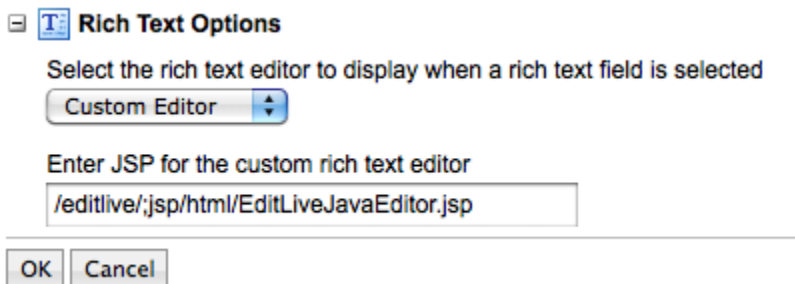 Rich Text Options
Select the rich text editor to display when a rich text field is selected
Custom Editor
Enter JSP for the custom rich text editor
/editlive/;jsp/html/EditLiveJavaEditor.jsp
OK Cancel